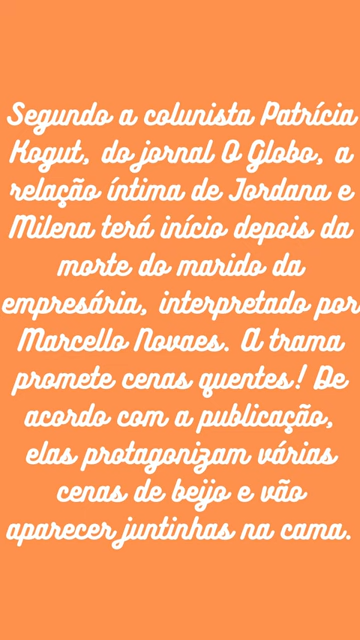 Segundo a colunista Patrícia
Kogut, do jornal O Globo, a
relação íntima de Jordana e
Milena terá início depois da
morte do marido da
empresária, interpretado por
Marcello Novaes. A trama
promete cenas quentes! De
acordo com a publicação,
elas protagonizam várias
cenas de beijo e vão
aparecer juntinhas na cama.